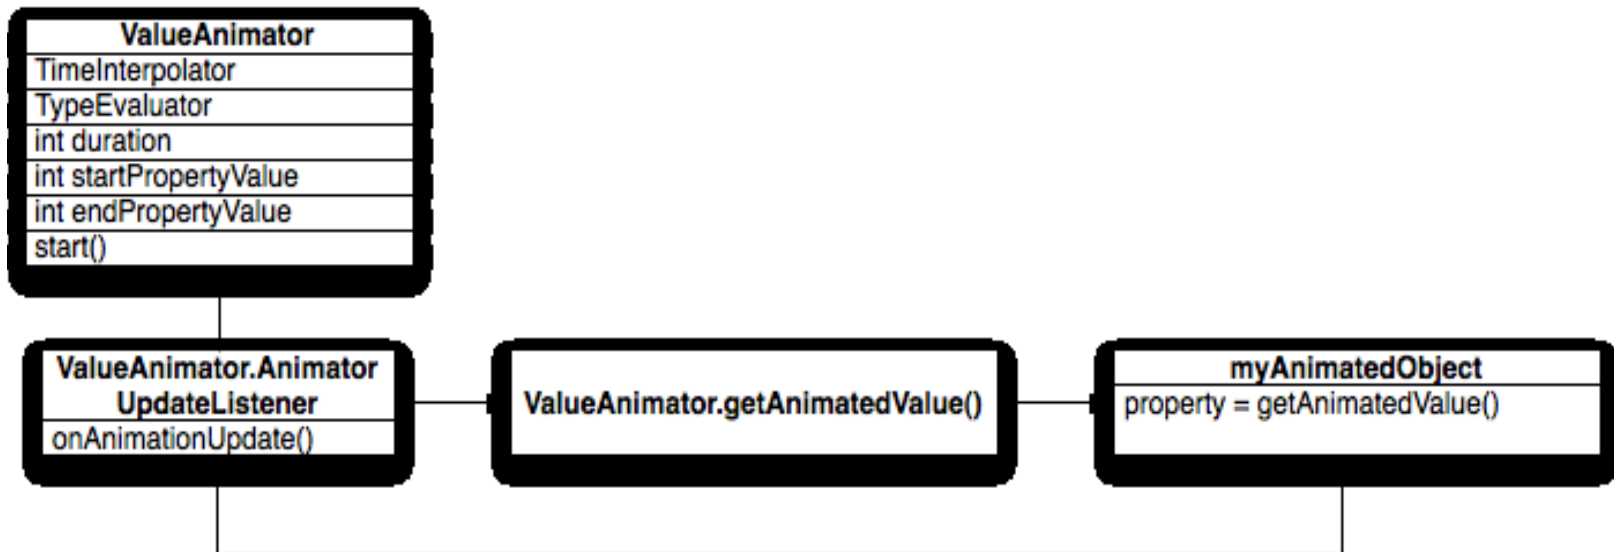 ValueAnimator
TimeInterpolator
TypeEvaluator
int duration
int startPropertyValue
int endPropertyValue
start()
ValueAnimator.Animator
UpdateListener
onAnimationUpdate()
ValueAnimator.getAnimatedValue()
myAnimatedObject
property = getAnimatedValue()